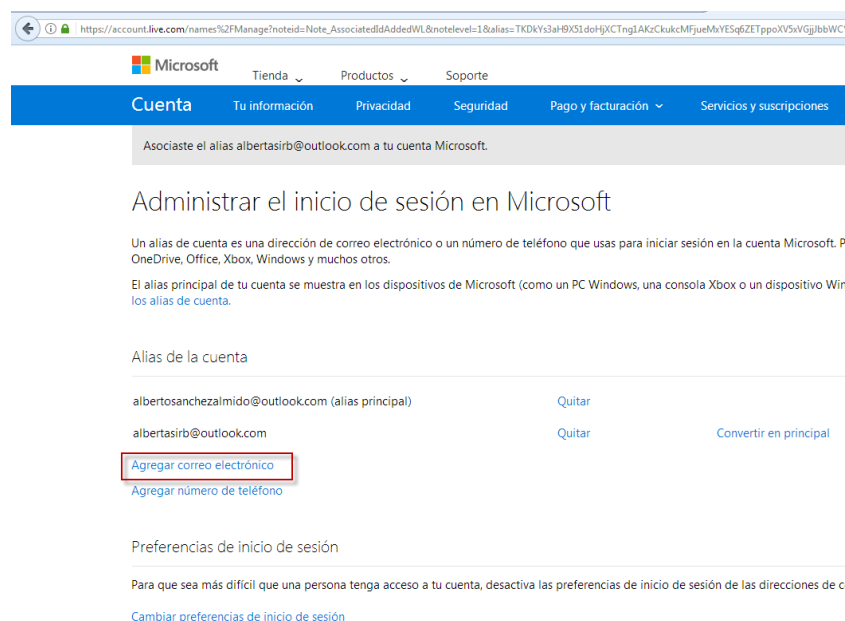 https://account.live.com/names%2FManage?noteid=Note_AssociatedIdAddedWL&notelevel=1&alias=
Microsoft
Tienda Productos Soporte
Cuenta Tu información Privacidad Seguridad Pago y facturación Servicios y suscripciones
Asociaste el alias albertasirb@outlook.com a tu cuenta Microsoft.
Administrar el inicio de sesión en Microsoft
Un alias de cuenta es una dirección de correo electrónico o un número de teléfono que usas para iniciar sesión en la cuenta Microsoft. P
OneDrive, Office, Xbox, Windows y muchos otros.
El alias principal de tu cuenta se muestra en los dispositivos de Microsoft (como un PC Windows, una consola Xbox o un dispositivo Win
los alias de cuenta.
Alias de la cuenta
albertosanchezalmido@outlook.com (alias principal) Quitar
albertasirb@outlook.com Quitar Convertir en principal
Agregar correo electrónico
Agregar número de teléfono
Preferencias de inicio de sesión
Para que sea más difícil que una persona tenga acceso a tu cuenta, desactiva las preferencias de inicio de sesión de las direcciones de c
Cambiar preferencias de inicio de sesión